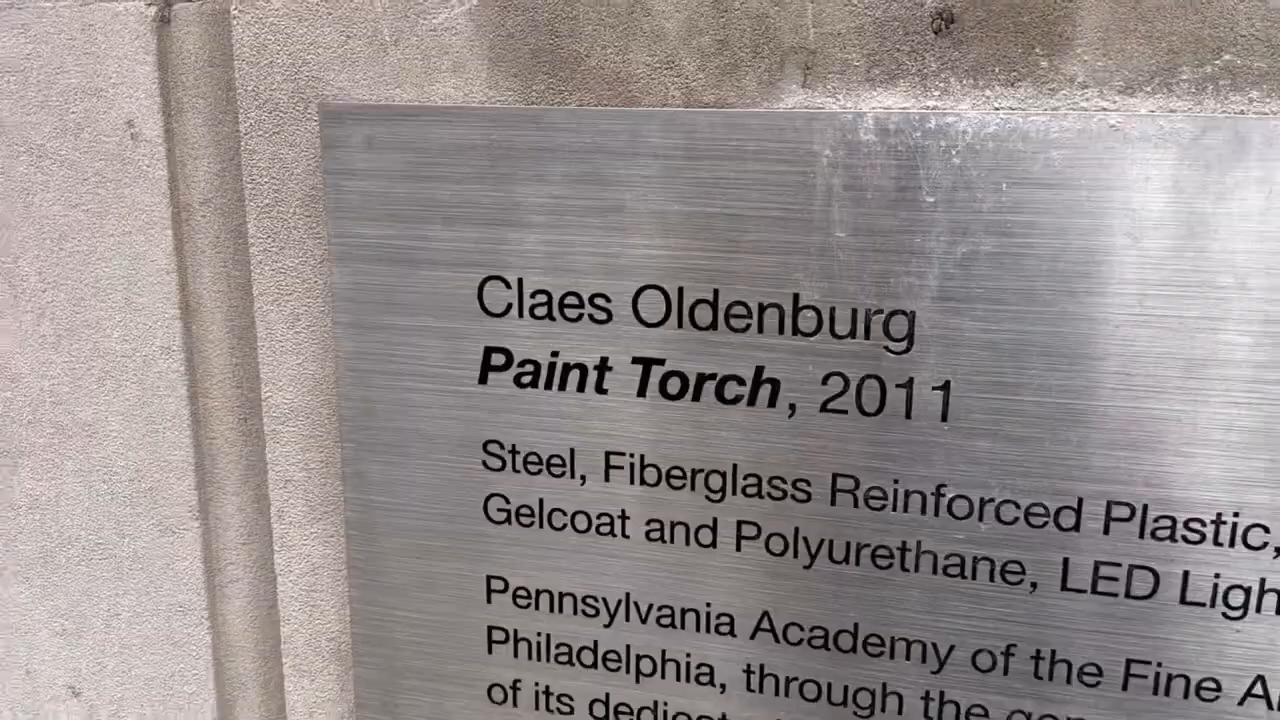 Claes Oldenburg
Paint Torch, 2011
Steel, Fiberglass Reinforced Plastic,
Gelcoat and Polyurethane, LED
Pennsylvania Academy of the Fine
Philadelphia, through the
of its